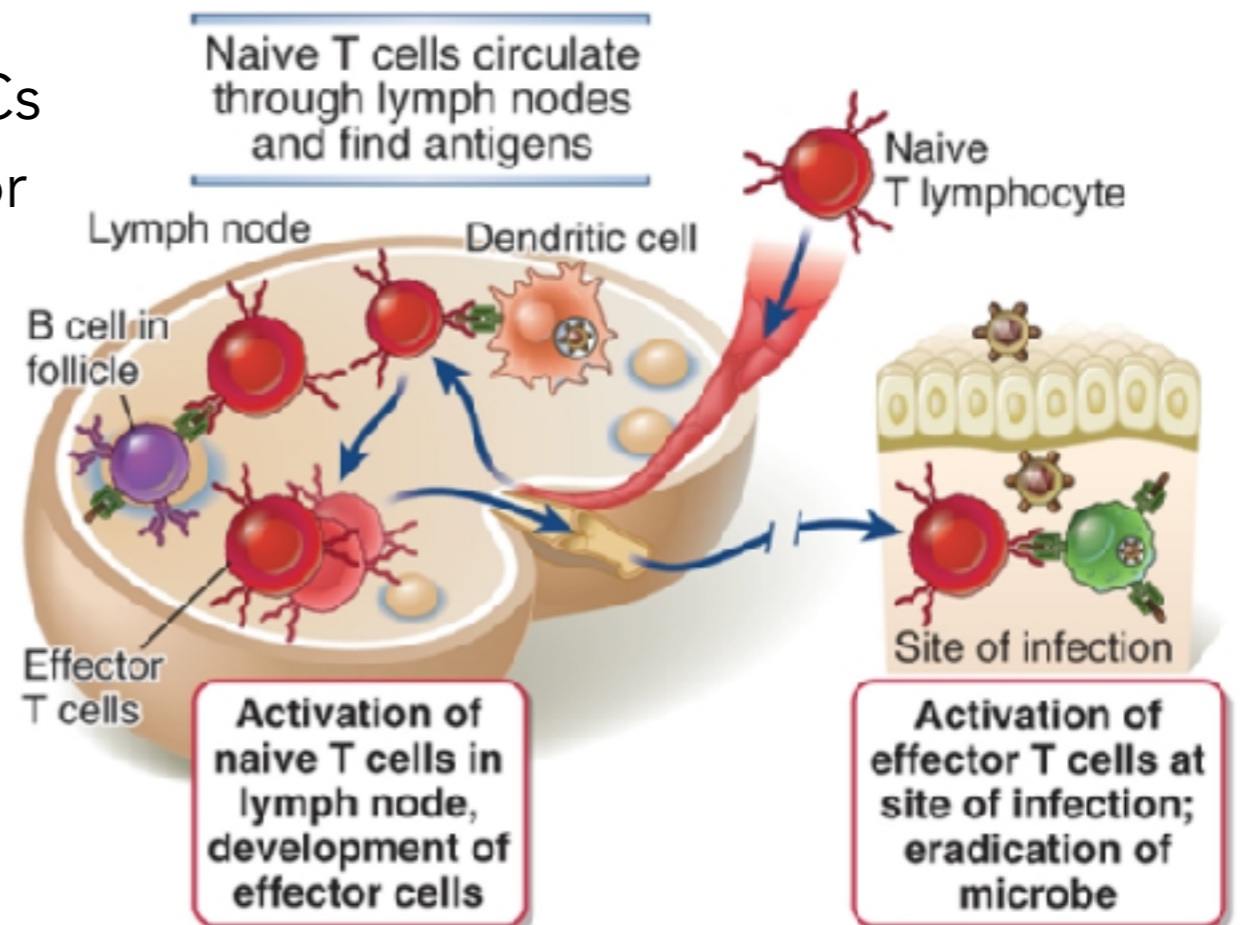 Cs
or
Naive T cells circulate
through lymph nodes
and find antigens
Naive
T lymphocyte
Lymph node
Dendritic cell
B cell in
follicle
Effector
T cells
Site of infection
Activation of
naive T cells in
lymph node,
development of
effector cells
Activation of
effector T cells at
site of infection;
eradication of
microbe